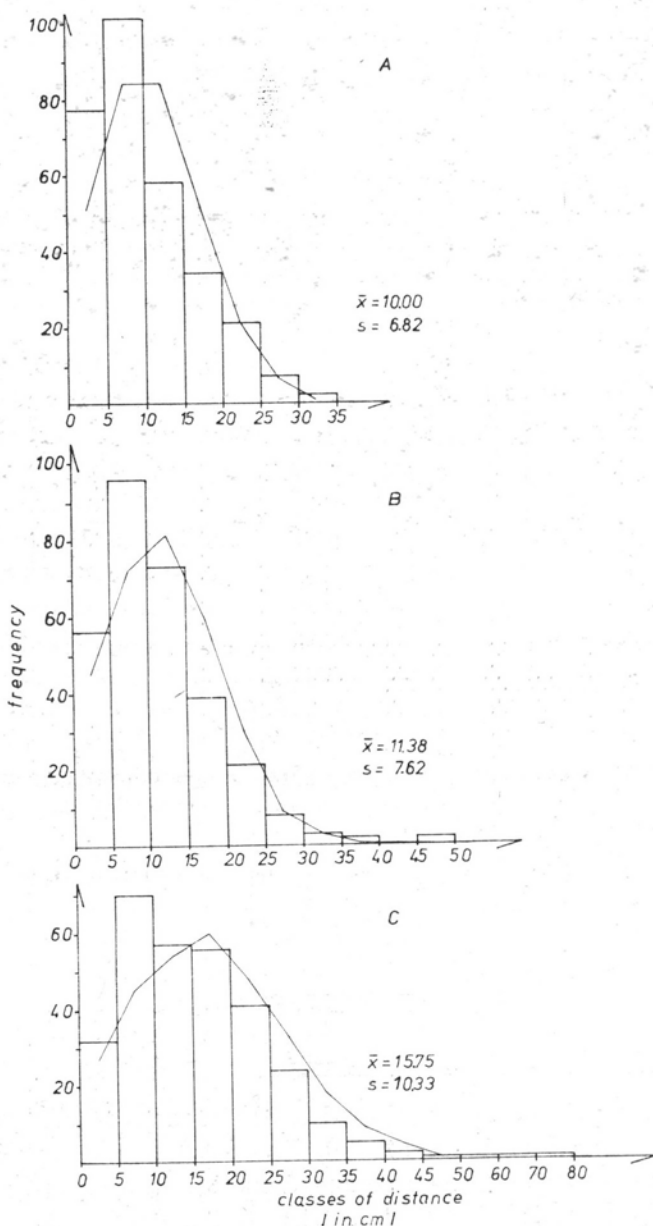 A
100
80
60
40
20
x̄ = 10.00
s = 6.82
0 5 10 15 20 25 30 35
B
100
80
60
40
20
frequency
x̄ = 11.38
s = 7.62
0 5 10 15 20 25 30 35 40 45 50
C
60
40
20
x̄ = 15.75
s = 10,33
0 5 10 15 20 25 30 35 40 45 50 60 70 80
classes of distance
[in cm]